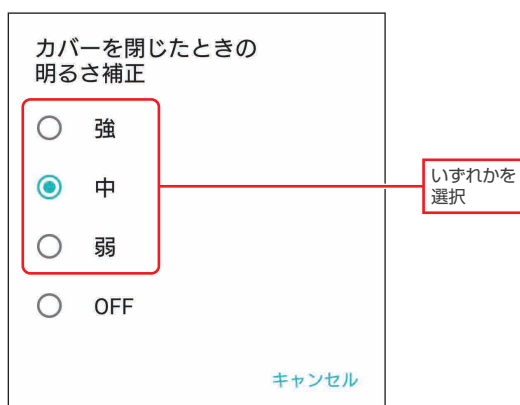 カバーを閉じたときの
明るさ補正
強
中
弱
OFF
キャンセル
いずれかを
選択